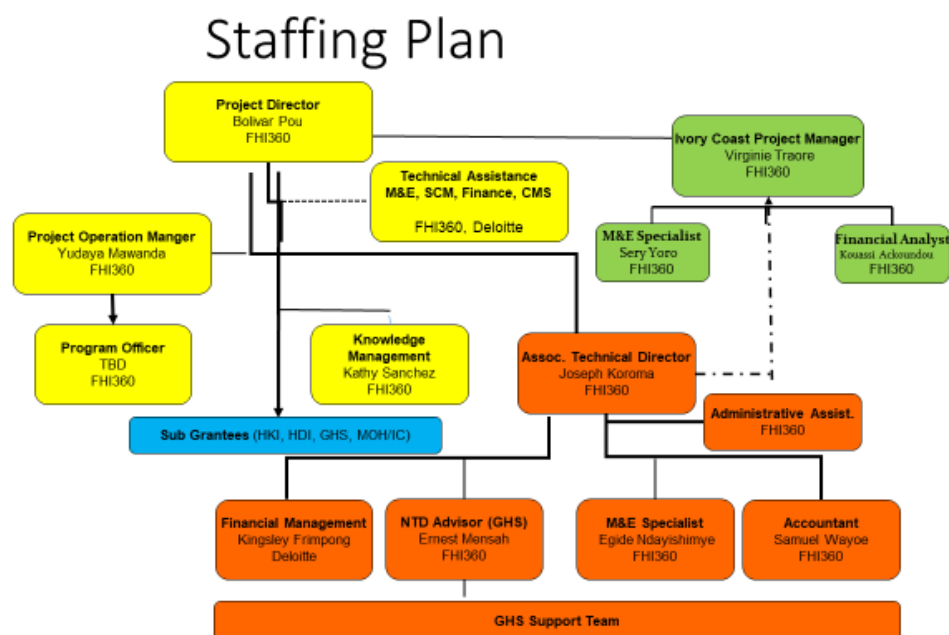 Staffing Plan
Project Director
Bolivar Pou
FHI360
Ivory Coast Project Manager
Virginie Traore
FHI360
Technical Assistance
M&E, SCM, Finance, CMS
FHI360, Deloitte
Project Operation Manger
Yudaya Mawanda
FHI360
M&E Specialist
Sery Yoro
FHI360
Financial Analyst
Kouassi Ackoundou
FHI360
Program Officer
TBD
FHI360
Knowledge
Management
Kathy Sanchez
FHI360
Assoc. Technical Director
Joseph Koroma
FHI360
Administrative Assist.
FHI360
Sub Grantees (HKI, HDI, GHS, MOH/IC)
Financial Management
Kingsley Frimpong
Deloitte
NTD Advisor (GHS)
Ernest Mensah
FHI360
M&E Specialist
Egide Ndayishimye
FHI360
Accountant
Samuel Wayoe
FHI360
GHS Support Team